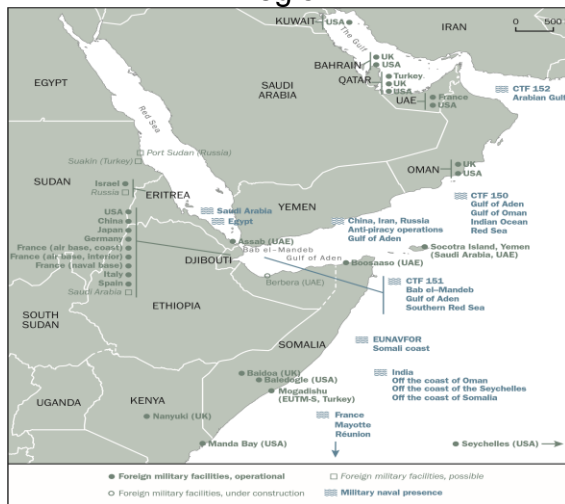 KUWAIT
USA
IRAN
0 500
The Gulf
BAHRAIN
UK
USA
EGYPT
QATAR
Turkey
UK
USA
SAUDI
ARABIA
UAE
France
USA
CTF 152
Arabian Gulf
Red Sea
Port Sudan (Russia)
Suakin (Turkey)
OMAN
UK
USA
SUDAN
Israel
Russia
ERITREA
YEMEN
CTF 150
Gulf of Aden
Gulf of Oman
Indian Ocean
Red Sea
Saudi Arabia
Egypt
China, Iran, Russia
Anti-piracy operations
Gulf of Aden
USA
China
Japan
Germany
France (air base, coast)
France (air base, interior)
France (naval base)
Italy
Spain
Saudi Arabia
Assab (UAE)
Bab el-Mandeb
Gulf of Aden
Socotra Island, Yemen
(Saudi Arabia, UAE)
DJIBOUTI
Boosaaso (UAE)
Berbera (UAE)
CTF 151
Bab el-Mandeb
Gulf of Aden
Southern Red Sea
ETHIOPIA
SOUTH
SUDAN
SOMALIA
EUNAVFOR
Somali coast
India
Off the coast of Oman
Off the coast of the Seychelles
Off the coast of Somalia
Baidoa (UK)
Baledogle (USA)
Mogadishu
(EUTM-S, Turkey)
UGANDA
KENYA
Nanyuki (UK)
France
Mayotte
Réunion
Manda Bay (USA)
Seychelles (USA)
Foreign military facilities, operational
Foreign military facilities, possible
Foreign military facilities, under construction
Military naval presence